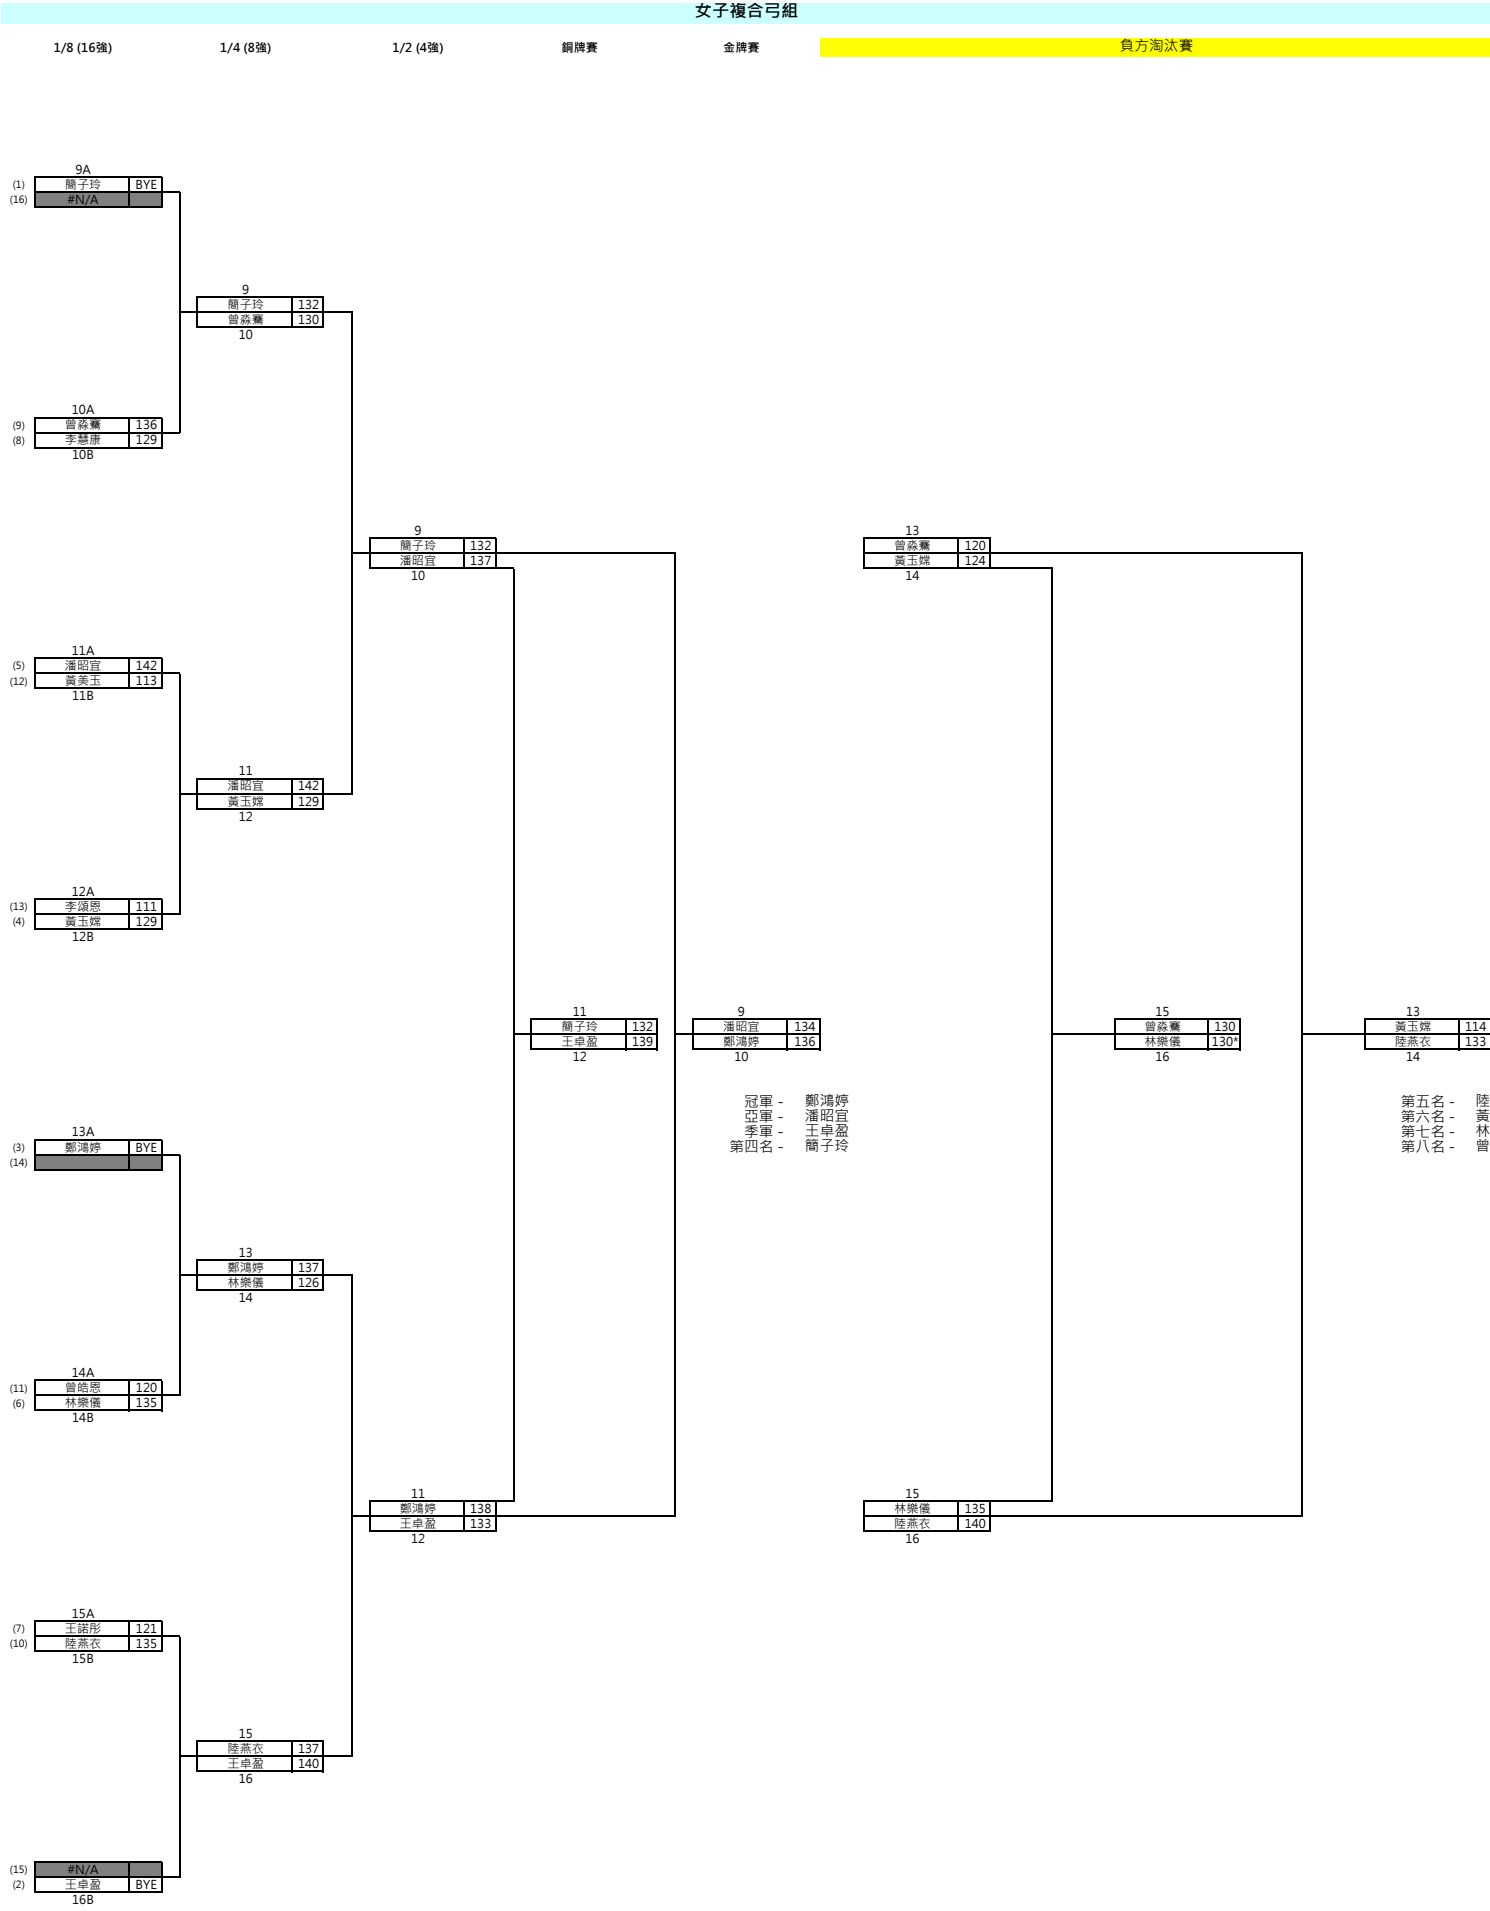 女子複合弓組
1/8 (16強) 1/4 (8強) 1/2 (4強) 銅牌賽 金牌賽 負方淘汰賽
9A
(1) 簡子玲 BYE
(16) #N/A
9
簡子玲 132
曾淼騫 130
10
10A
(9) 曾淼騫 136
(8) 李慧康 129
10B
9 13
簡子玲 132 曾淼騫 120
潘昭宜 137 黃玉嫦 124
10 14
11A
(5) 潘昭宜 142
(12) 黃美玉 113
11B
11
潘昭宜 142
黃玉嫦 129
12
12A
(13) 李頌恩 111
(4) 黃玉嫦 129
12B
11 9 15 13
簡子玲 132 潘昭宜 134 曾淼騫 130 黃玉嫦 114
王卓盈 139 鄭鴻婷 136 林樂儀 130* 陸燕衣 133
12 10 16 14
冠軍 - 鄭鴻婷 第五名 - 陸
亞軍 - 潘昭宜 第六名 - 黃
季軍 - 王卓盈 第七名 - 林
第四名 - 簡子玲 第八名 - 曾
13A
(3) 鄭鴻婷 BYE
(14)
13
鄭鴻婷 137
林樂儀 126
14
14A
(11) 曾皓恩 120
(6) 林樂儀 135
14B
11 15
鄭鴻婷 138 林樂儀 135
王卓盈 133 陸燕衣 140
12 16
15A
(7) 王諾彤 121
(10) 陸燕衣 135
15B
15
陸燕衣 137
王卓盈 140
16
(15) #N/A
(2) 王卓盈 BYE
16B